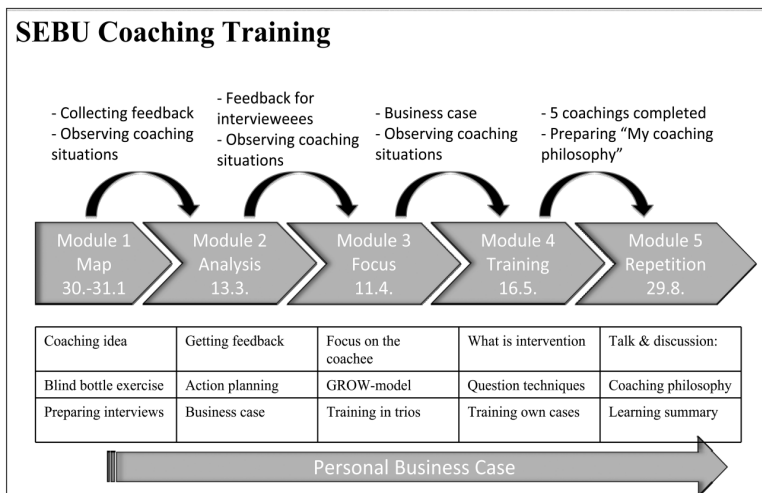 SEBU Coaching Training
- Collecting feedback
- Observing coaching
situations
- Feedback for
intervieweees
- Observing coaching
situations
- Business case
- Observing coaching
situations
- 5 coachings completed
- Preparing “My coaching
philosophy”
Module 1
Map
30.-31.1
Module 2
Analysis
13.3.
Module 3
Focus
11.4.
Module 4
Training
16.5.
Module 5
Repetition
29.8.
Coaching idea
Getting feedback
Focus on the
coachee
What is intervention
Talk & discussion:
Blind bottle exercise
Action planning
GROW-model
Question techniques
Coaching philosophy
Preparing interviews
Business case
Training in trios
Training own cases
Learning summary
Personal Business Case